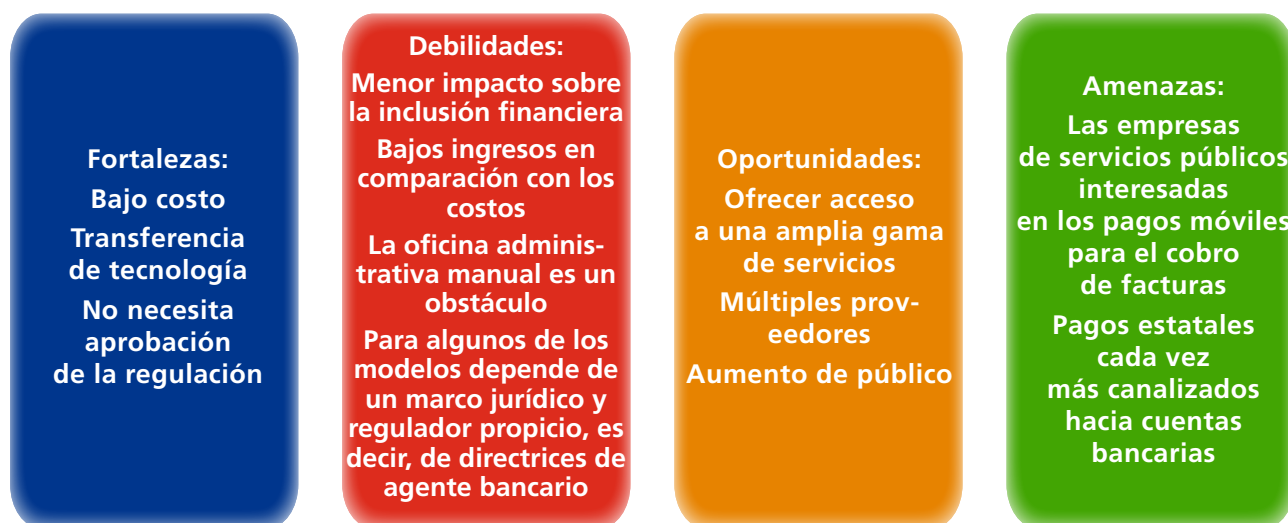 Fortalezas:
Bajo costo
Transferencia
de tecnología
No necesita
aprobación
de la regulación
Debilidades:
Menor impacto sobre
la inclusión financiera
Bajos ingresos en
comparación con los
costos
La oficina adminis-
trativa manual es un
obstáculo
Para algunos de los
modelos depende de
un marco jurídico y
regulador propicio, es
decir, de directrices de
agente bancario
Oportunidades:
Ofrecer acceso
a una amplia gama
de servicios
Múltiples prov-
eedores
Aumento de público
Amenazas:
Las empresas
de servicios públicos
interesadas
en los pagos móviles
para el cobro
de facturas
Pagos estatales
cada vez
más canalizados
hacia cuentas
bancarias